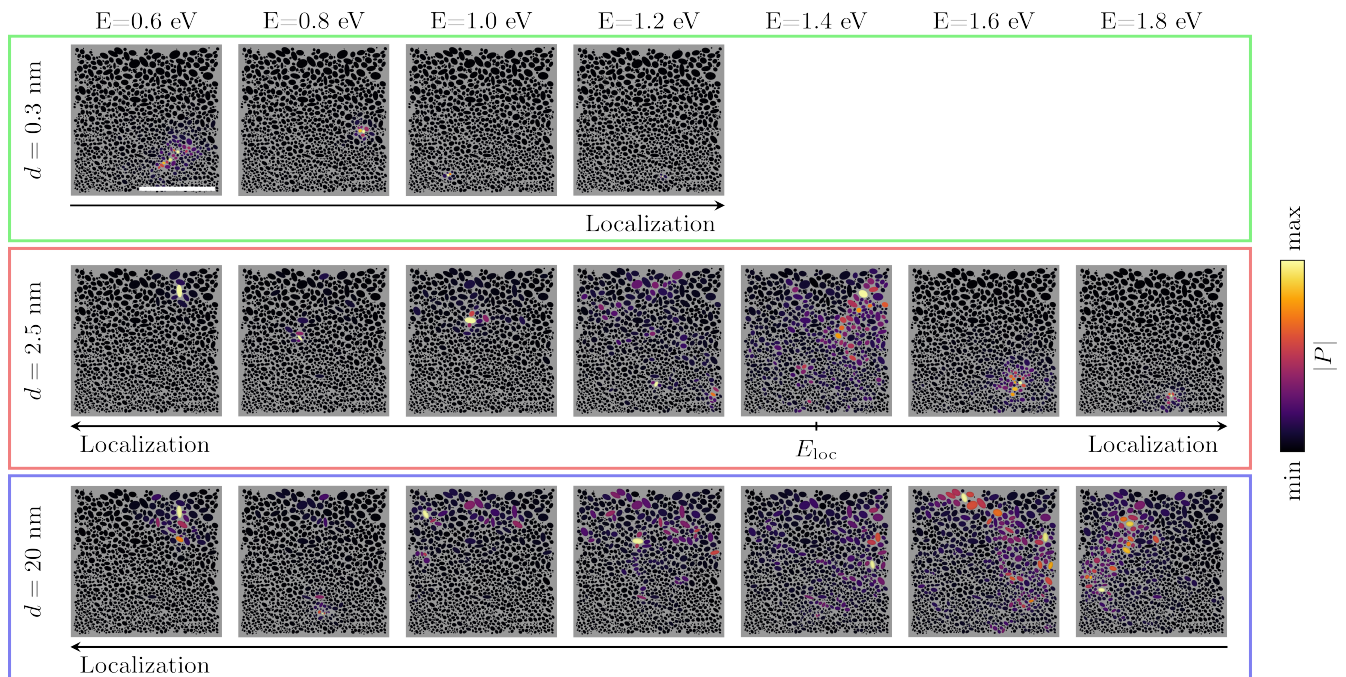 E=0.6 eV E=0.8 eV E=1.0 eV E=1.2 eV E=1.4 eV E=1.6 eV E=1.8 eV
d = 0.3 nm
Localization
d = 2.5 nm
Localization E_loc Localization
d = 20 nm
Localization
max
|P|
min